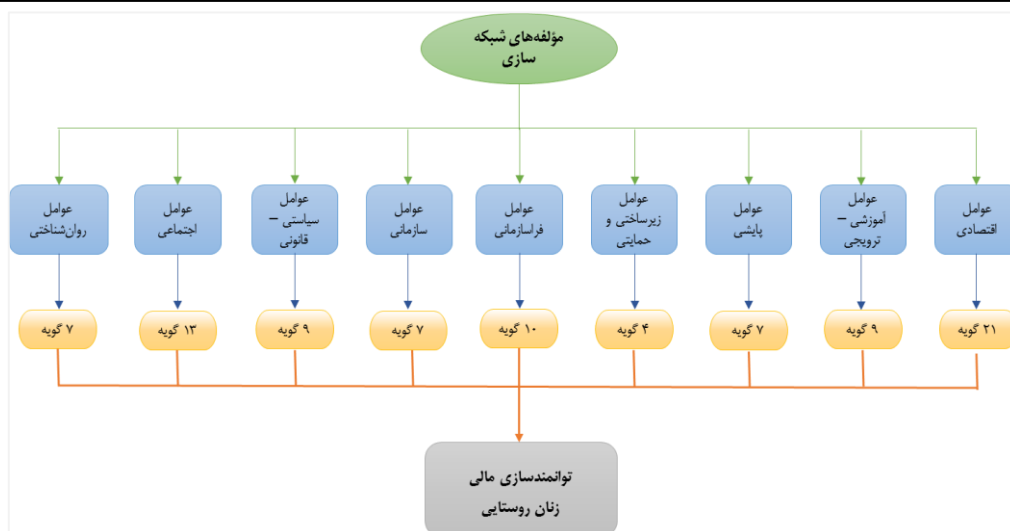 مؤلفه‌های شبکه
سازی
عوامل
اقتصادی
عوامل
آموزشی –
ترویجی
عوامل
پایشی
عوامل
زیرساختی و
حمایتی
عوامل
فراسازمانی
عوامل
سازمانی
عوامل
سیاستی –
قانونی
عوامل
اجتماعی
عوامل
روان‌شناختی
۲۱ گویه
۹ گویه
۷ گویه
۴ گویه
۱۰ گویه
۷ گویه
۹ گویه
۱۳ گویه
۷ گویه
توانمندسازی مالی
زنان روستایی